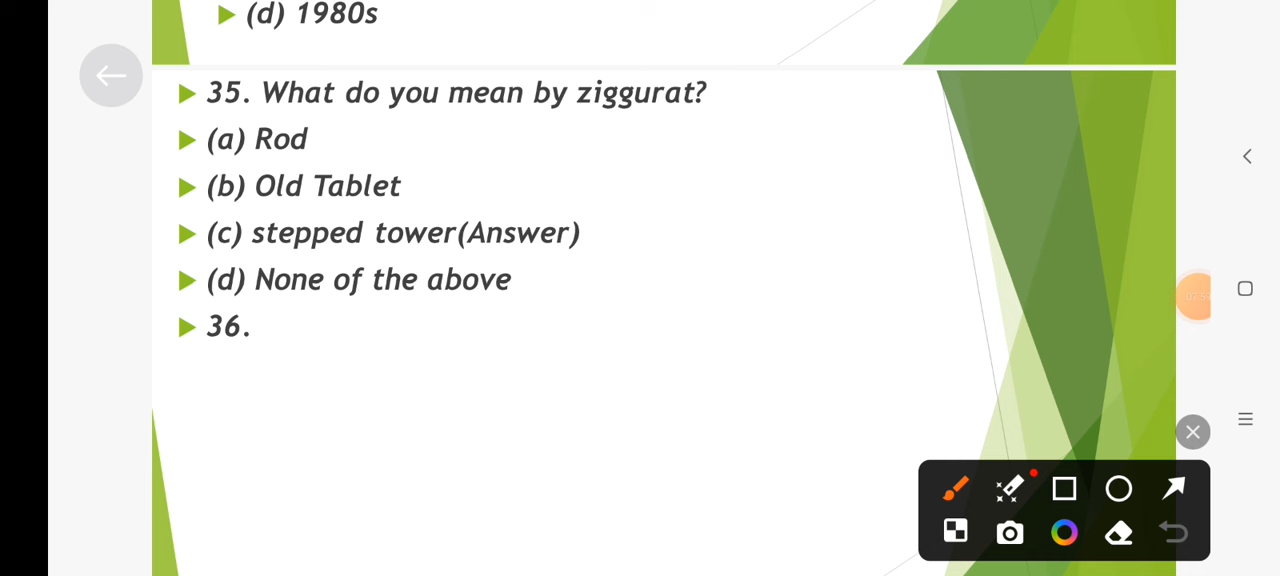 (d) 1980s
35. What do you mean by ziggurat?
(a) Rod
(b) Old Tablet
(c) stepped tower(Answer)
(d) None of the above
36.